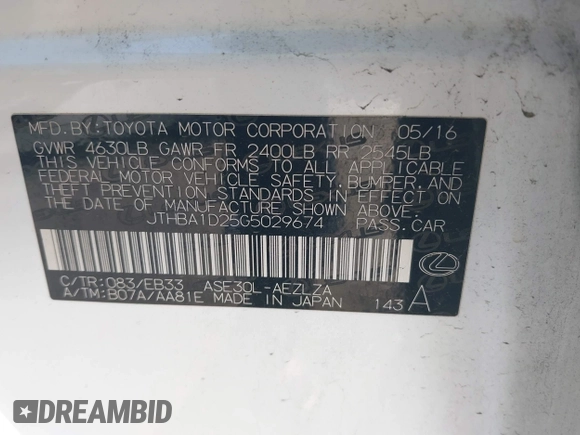 MFD.BY:TOYOTA MOTOR CORPORATION 05/16
GVWR 4630LB GAWR FR 2400LB RR 2545LB
THIS VEHICLE CONFORMS TO ALL APPLICABLE
FEDERAL MOTOR VEHICLE SAFETY,BUMPER,AND
THEFT PREVENTION STANDARDS IN EFFECT ON
THE DATE OF MANUFACTURE SHOWN ABOVE.
JTHBA1D25G5029674 PASS.CAR
C/TR:083/EB33 ASE30L-AEZLZA
A/TM:B07A/AA81E MADE IN JAPAN 143 A
DREAMBID